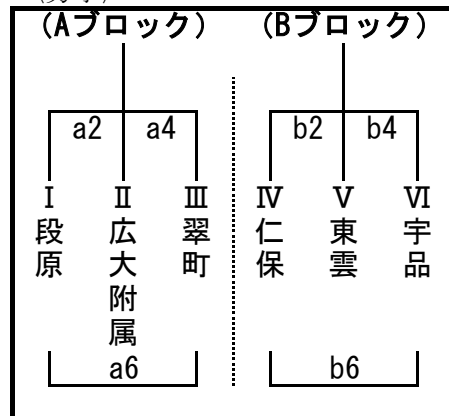 (Aブロック) (Bブロック)
a2 a4 b2 b4
Ⅰ Ⅱ Ⅲ Ⅳ Ⅴ Ⅵ
段原 広大附属 翠町 仁保 東雲 宇品
a6 b6